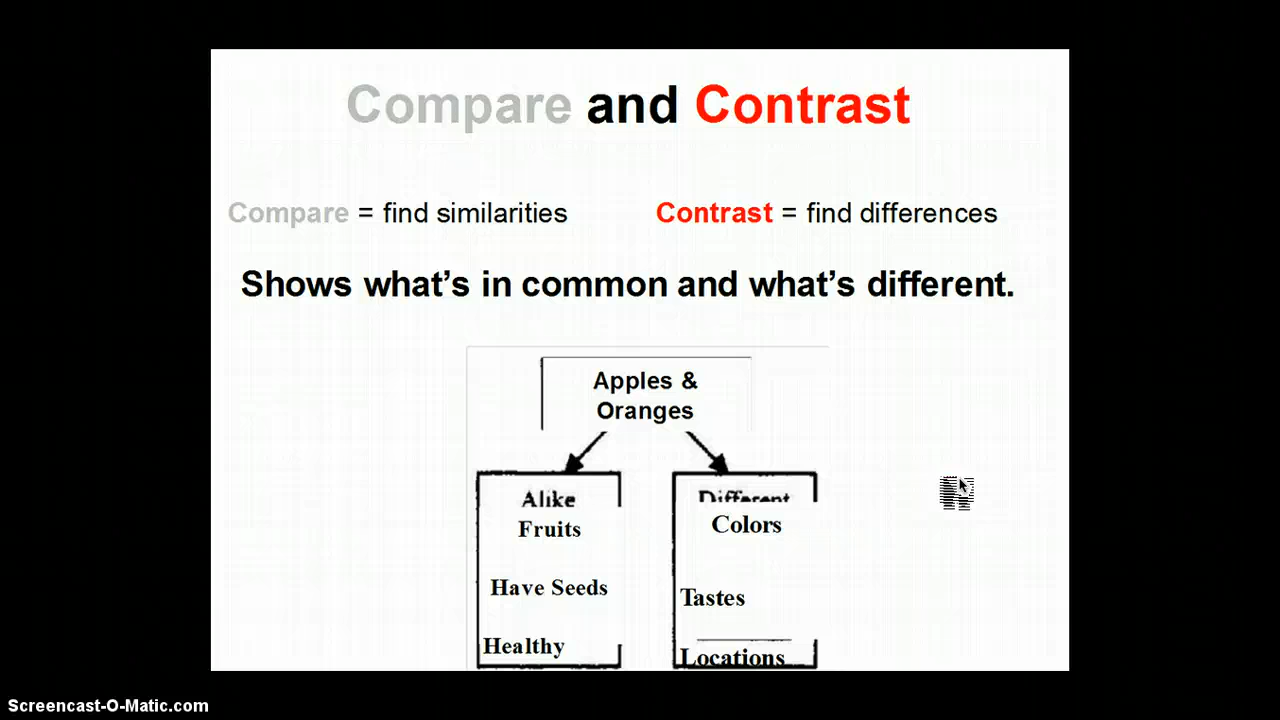 Compare and Contrast
Compare = find similarities
Contrast = find differences
Shows what's in common and what's different.
Apples &
Oranges
Alike
Fruits
Have Seeds
Healthy
Different
Colors
Tastes
Locations
Screencast-O-Matic.com